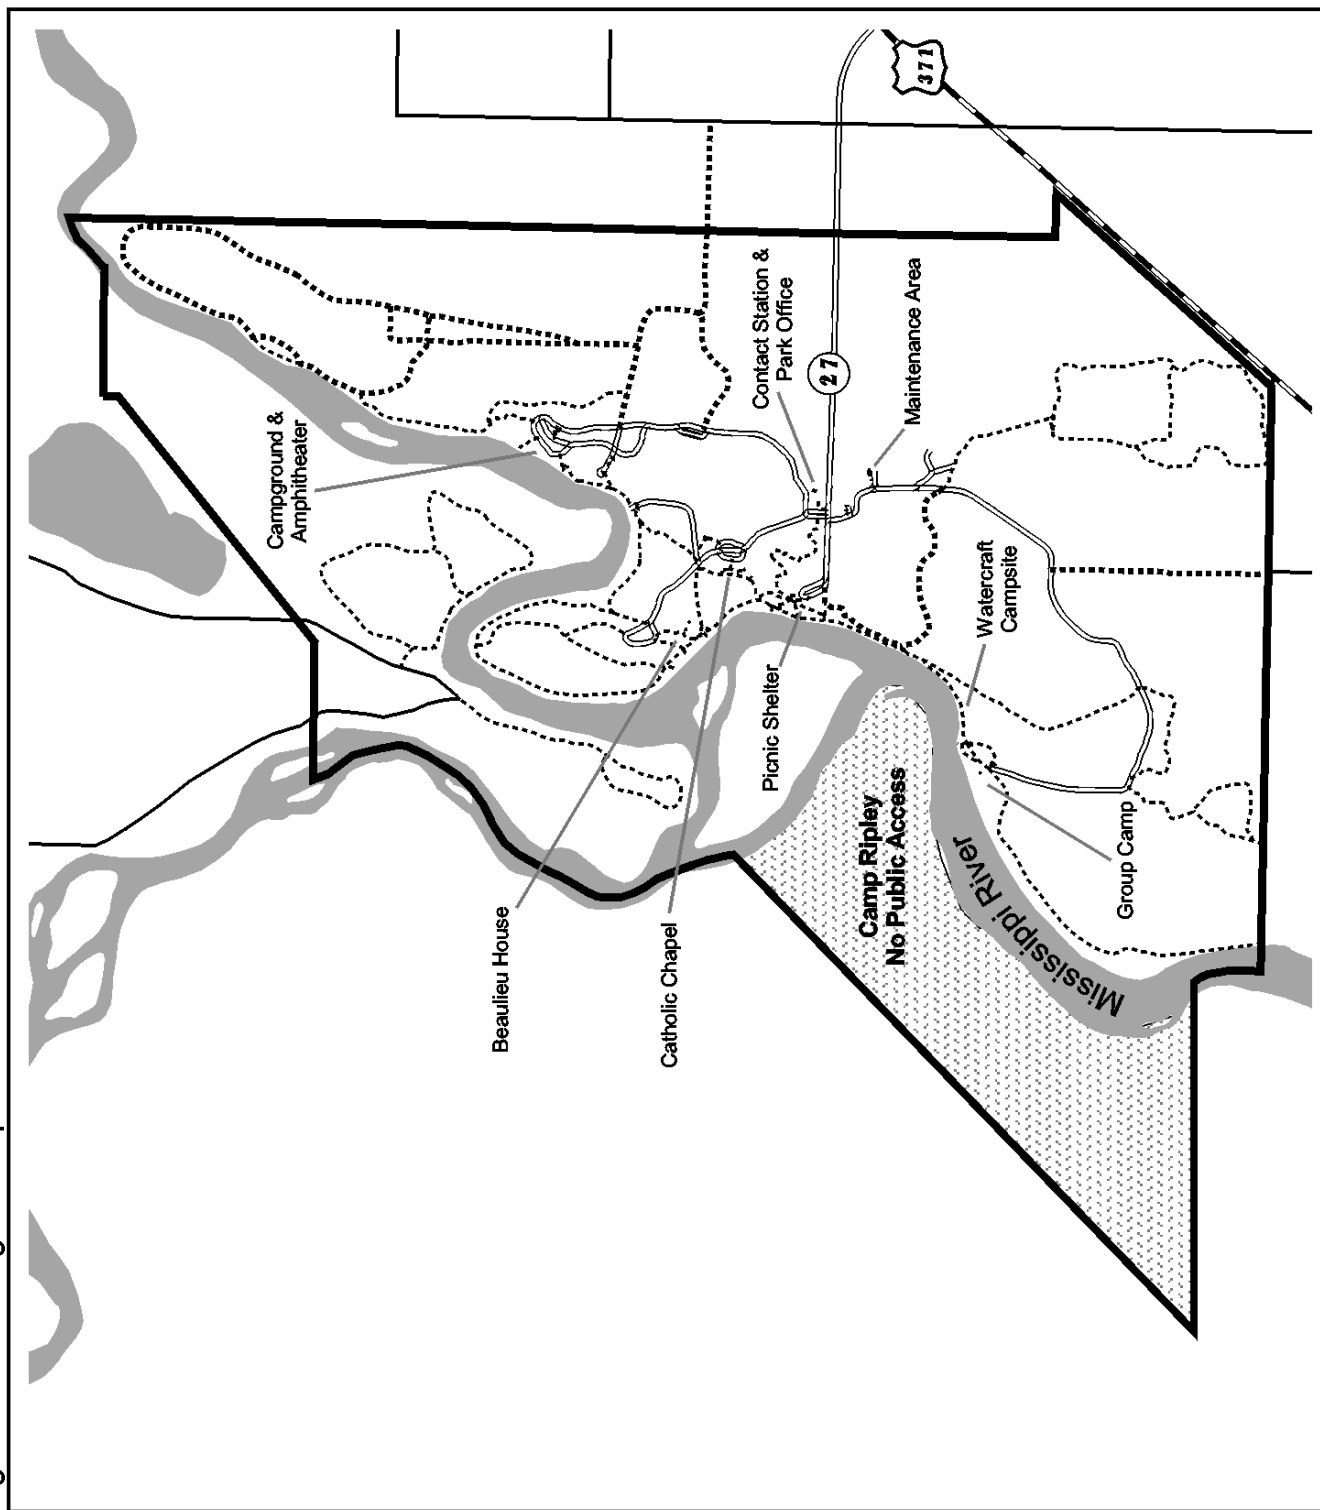 Campground &
Amphitheater
Contact Station &
Park Office
27
371
Maintenance Area
Watercraft
Campsite
Picnic Shelter
Beaulieu House
Catholic Chapel
Camp Ripley
No Public Access
Mississippi River
Group Camp